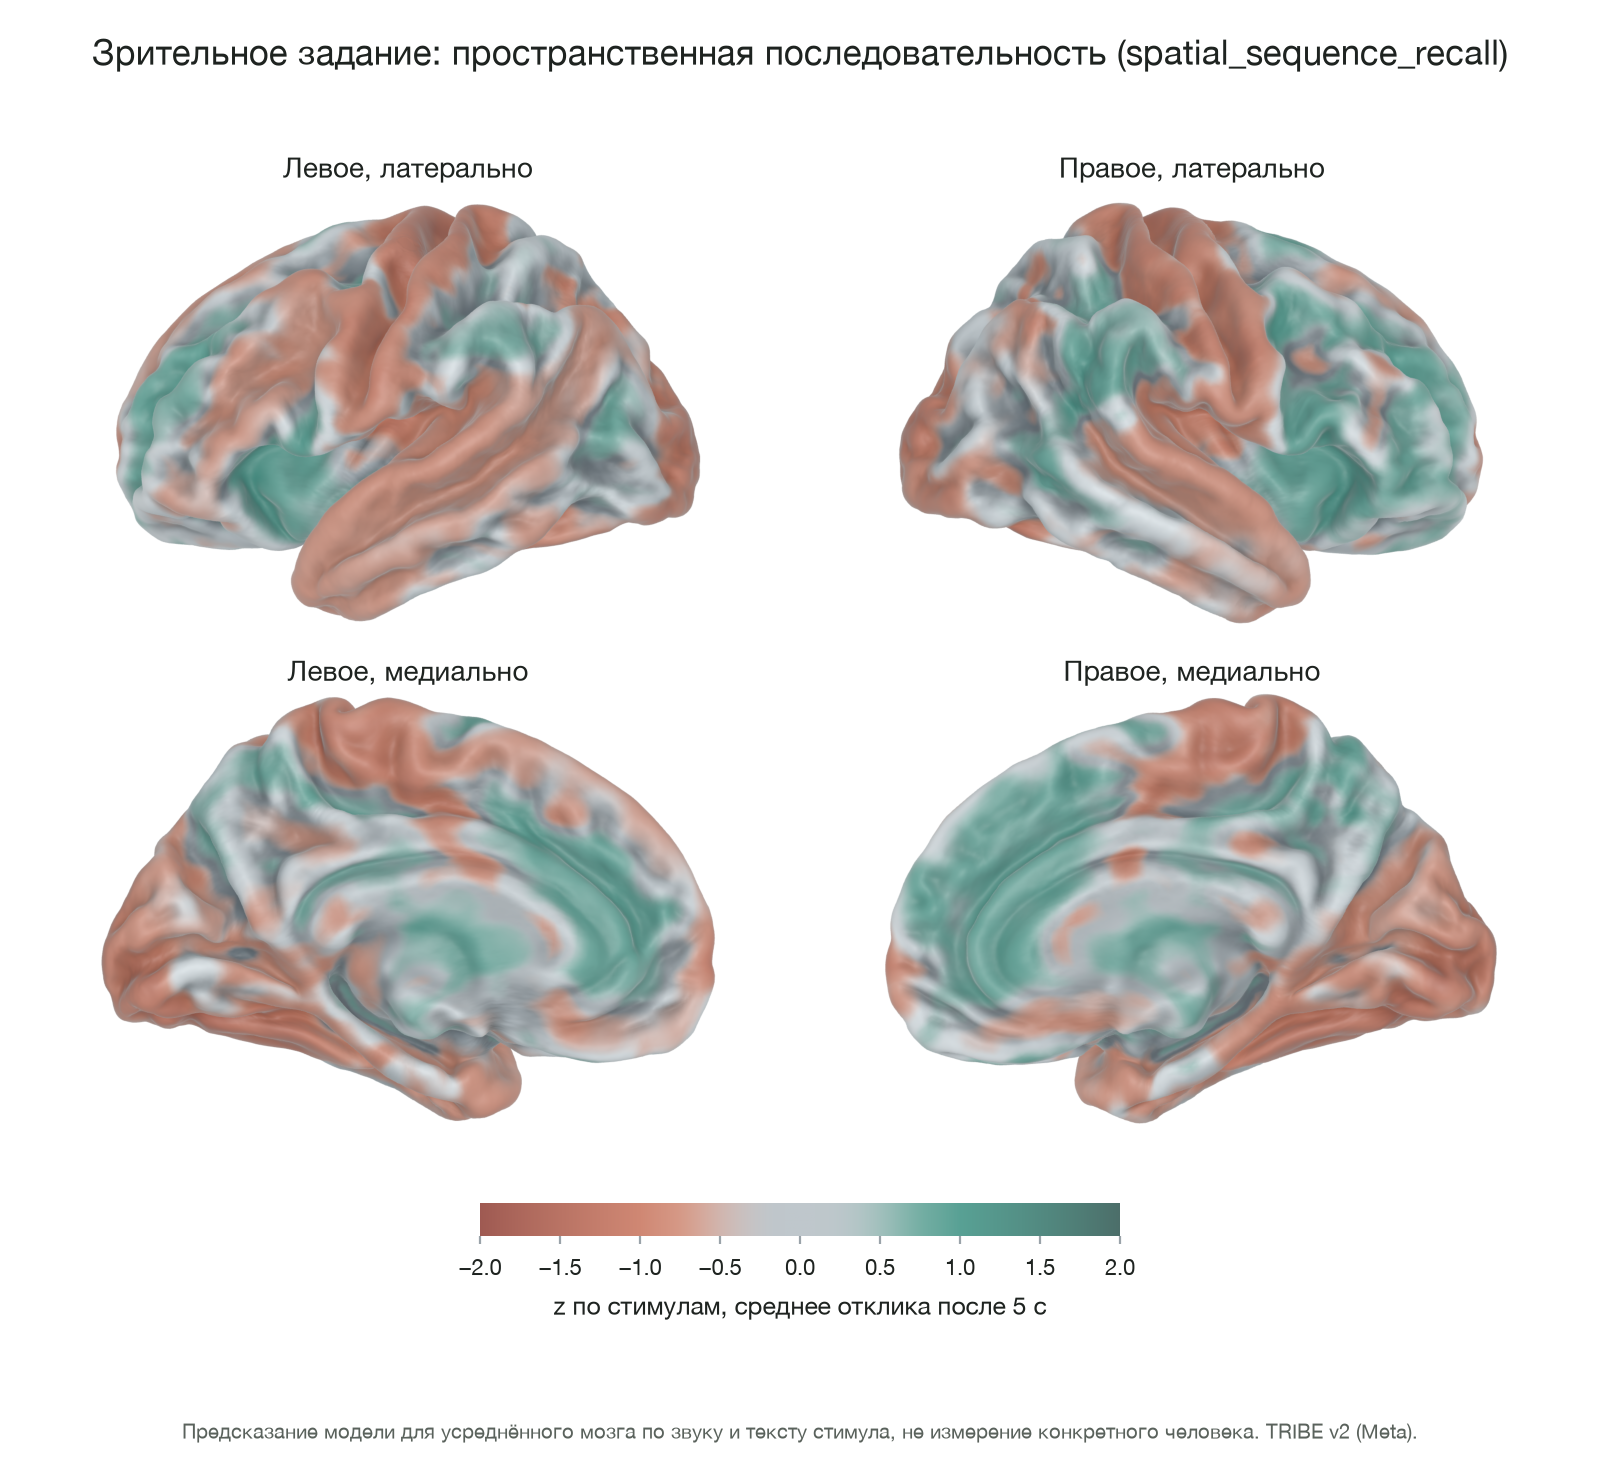 Зрительное задание: пространственная последовательность (spatial_sequence_recall)
Левое, латерально
Правое, латерально
Левое, медиально
Правое, медиально
−2.0 −1.5 −1.0 −0.5 0.0 0.5 1.0 1.5 2.0
z по стимулам, среднее отклика после 5 с
Предсказание модели для усреднённого мозга по звуку и тексту стимула, не измерение конкретного человека. TRIBE v2 (Meta).